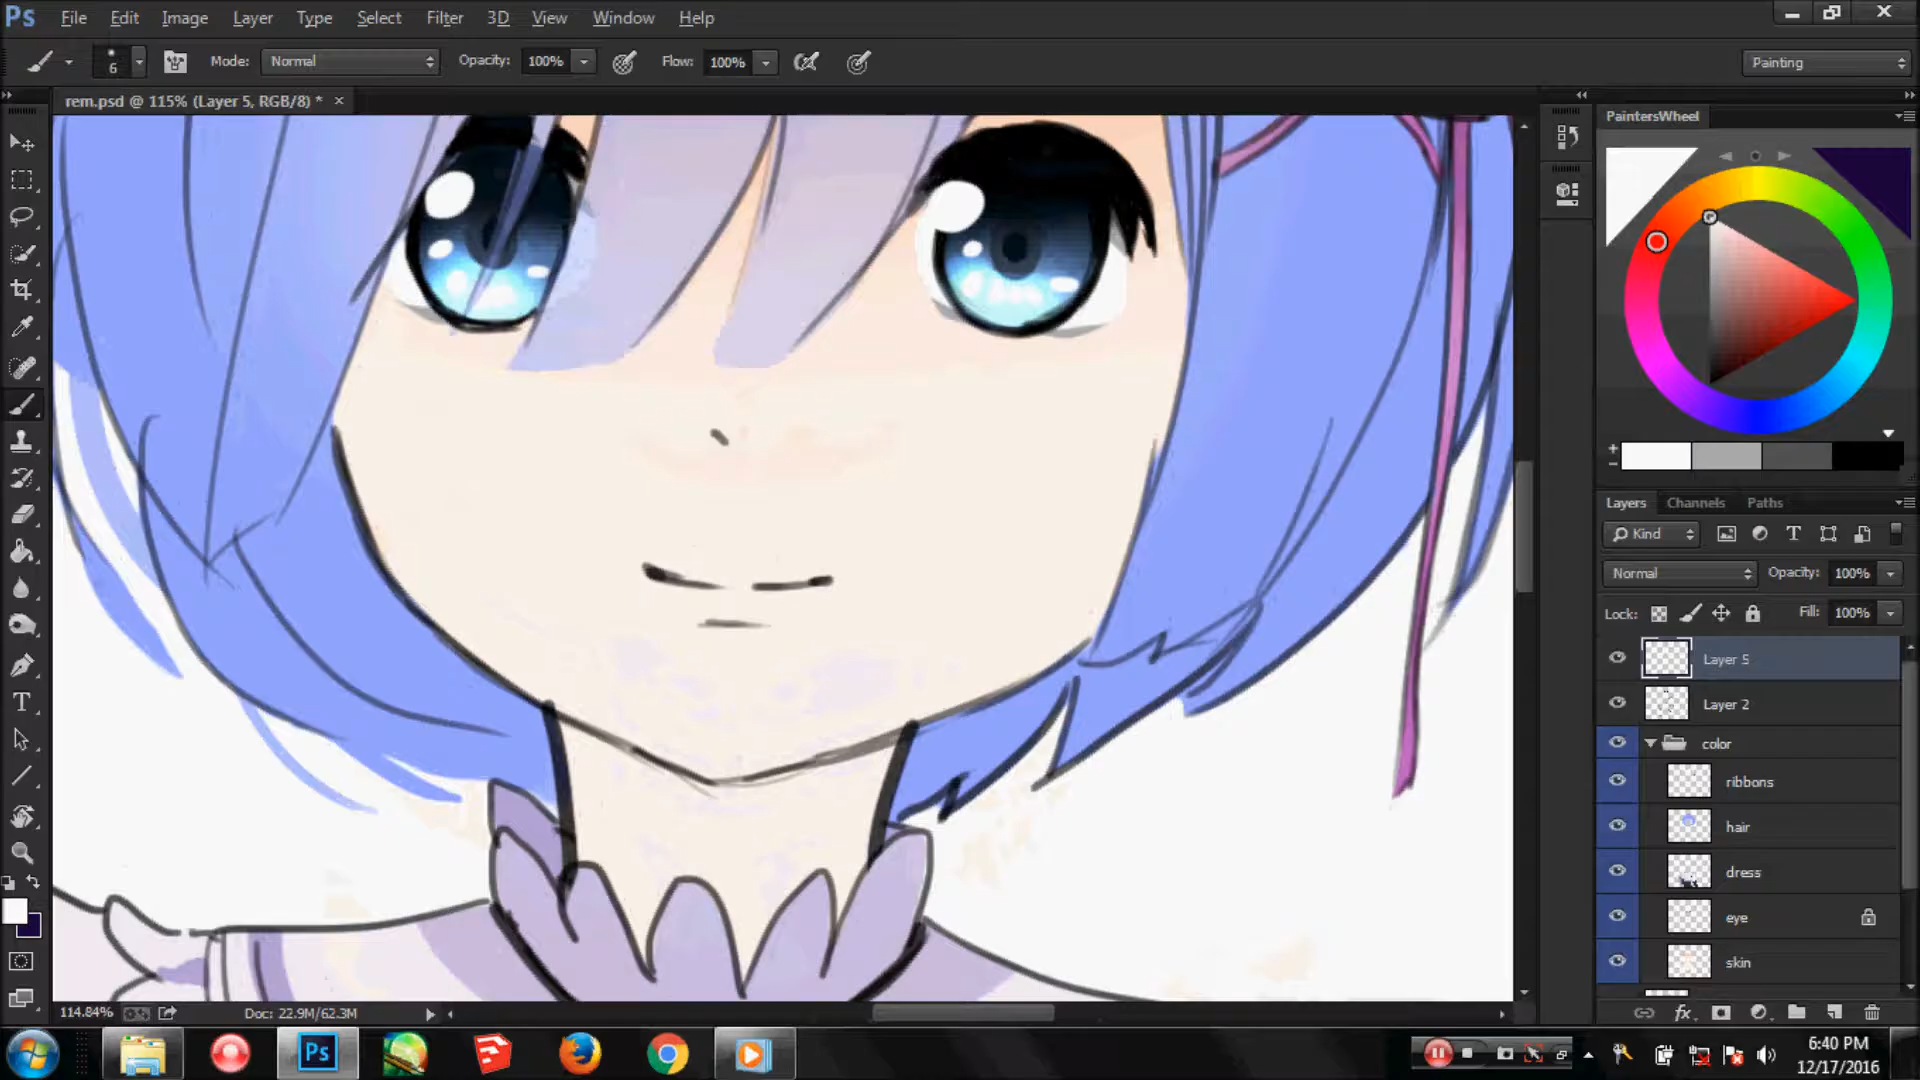 Ps File Edit Image Layer Type Select Filter 3D View Window Help
6 Mode: Normal Opacity: 100% Flow: 100% Painting
rem.psd @ 115% (Layer 5, RGB/8) * ×
PaintersWheel
Layers Channels Paths
Kind
Normal Opacity: 100%
Lock: Fill: 100%
Layer 5
Layer 2
color
ribbons
hair
dress
eye
skin
fx
114.84% Doc: 22.9M/62.3M
Ps
6:40 PM
12/17/2016